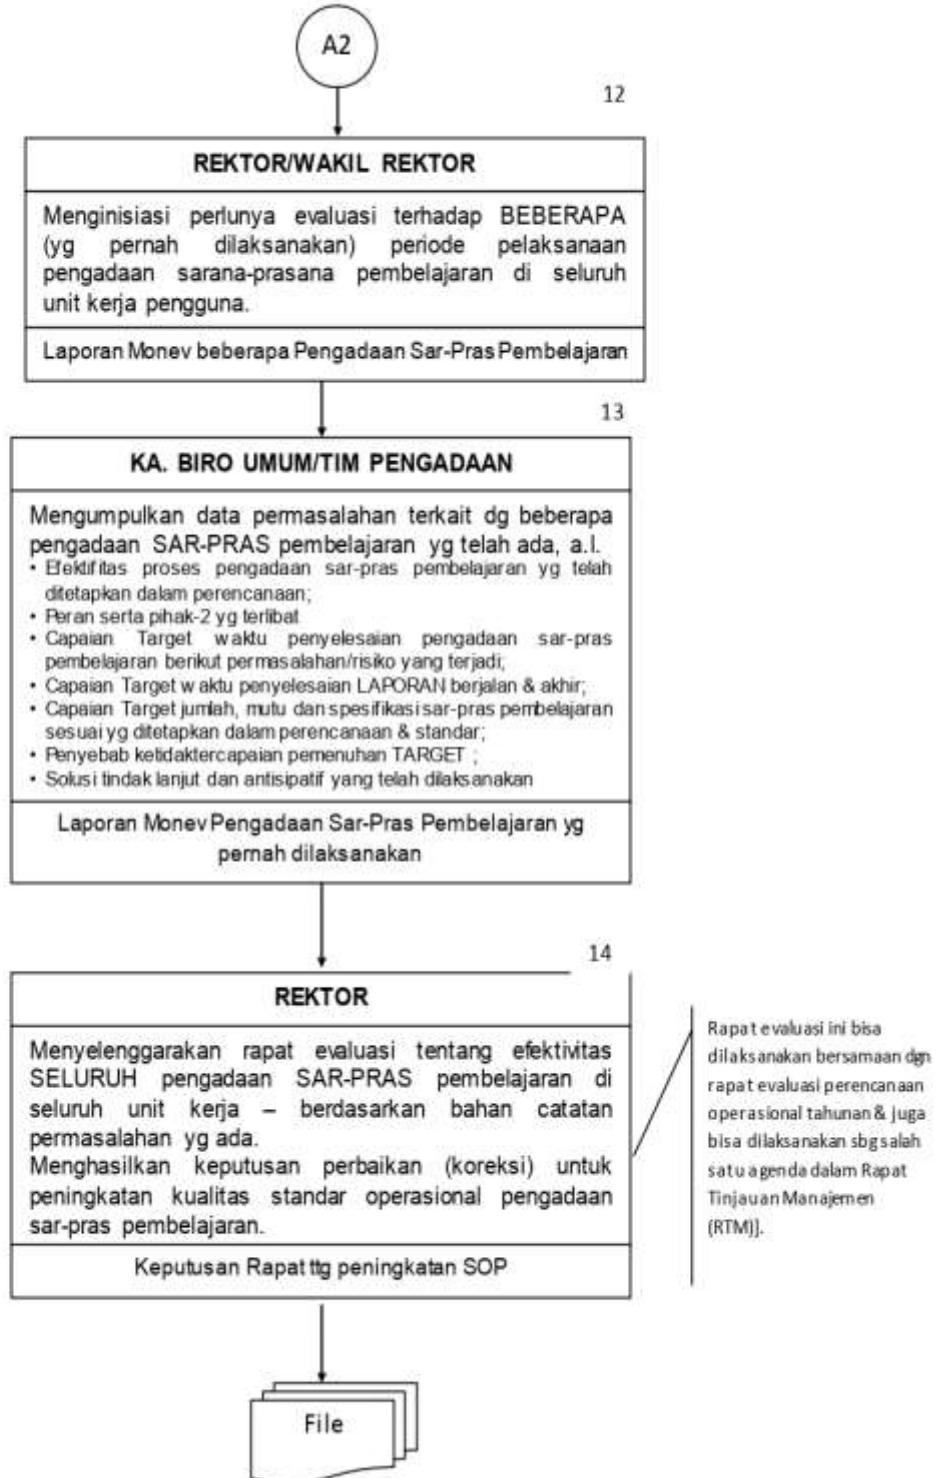 A2
12
REKTOR/WAKIL REKTOR
Menginisiasi perlunya evaluasi terhadap BEBERAPA
(yg pernah dilaksanakan) periode pelaksanaan
pengadaan sarana-prasana pembelajaran di seluruh
unit kerja pengguna.
Laporan Monev beberapa Pengadaan Sar-Pras Pembelajaran
13
KA. BIRO UMUM/TIM PENGADAAN
Mengumpulkan data permasalahan terkait dg beberapa
pengadaan SAR-PRAS pembelajaran yg telah ada, a.l.
• Efektifitas proses pengadaan sar-pras pembelajaran yg telah
ditetapkan dalam perencanaan;
• Peran serta pihak-2 yg terlibat
• Capaian Target waktu penyelesaian pengadaan sar-pras
pembelajaran berikut permasalahan/risiko yang terjadi;
• Capaian Target waktu penyelesaian LAPORAN berjalan & akhir;
• Capaian Target jumlah, mutu dan spesifikasi sar-pras pembelajaran
sesuai yg ditetapkan dalam perencanaan & standar;
• Penyebab ketidaktercapaian pemenuhan TARGET ;
• Solusi tindak lanjut dan antisipatif yang telah dilaksanakan
Laporan Monev Pengadaan Sar-Pras Pembelajaran yg
pernah dilaksanakan
14
REKTOR
Menyelenggarakan rapat evaluasi tentang efektivitas
SELURUH pengadaan SAR-PRAS pembelajaran di
seluruh unit kerja – berdasarkan bahan catatan
permasalahan yg ada.
Menghasilkan keputusan perbaikan (koreksi) untuk
peningkatan kualitas standar operasional pengadaan
sar-pras pembelajaran.
Keputusan Rapat ttg peningkatan SOP
Rapat evaluasi ini bisa
dilaksanakan bersamaan dgn
rapat evaluasi perencanaan
operasional tahunan & juga
bisa dilaksanakan sbg salah
satu agenda dalam Rapat
Tinjauan Manajemen
(RTM)].
File